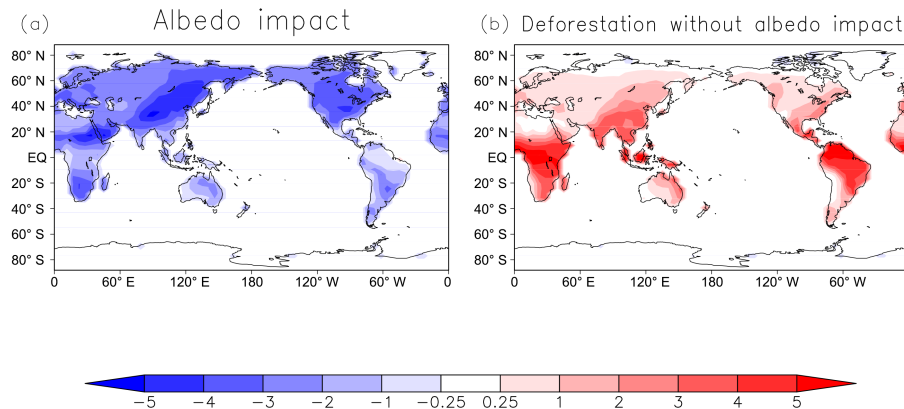 (a) Albedo impact
(b) Deforestation without albedo impact
80° N
60° N
40° N
20° N
EQ
20° S
40° S
60° S
80° S
0 60° E 120° E 180 120° W 60° W 0
80° N
60° N
40° N
20° N
EQ
20° S
40° S
60° S
80° S
0 60° E 120° E 180 120° W 60° W
-5 -4 -3 -2 -1 -0.25 0.25 1 2 3 4 5